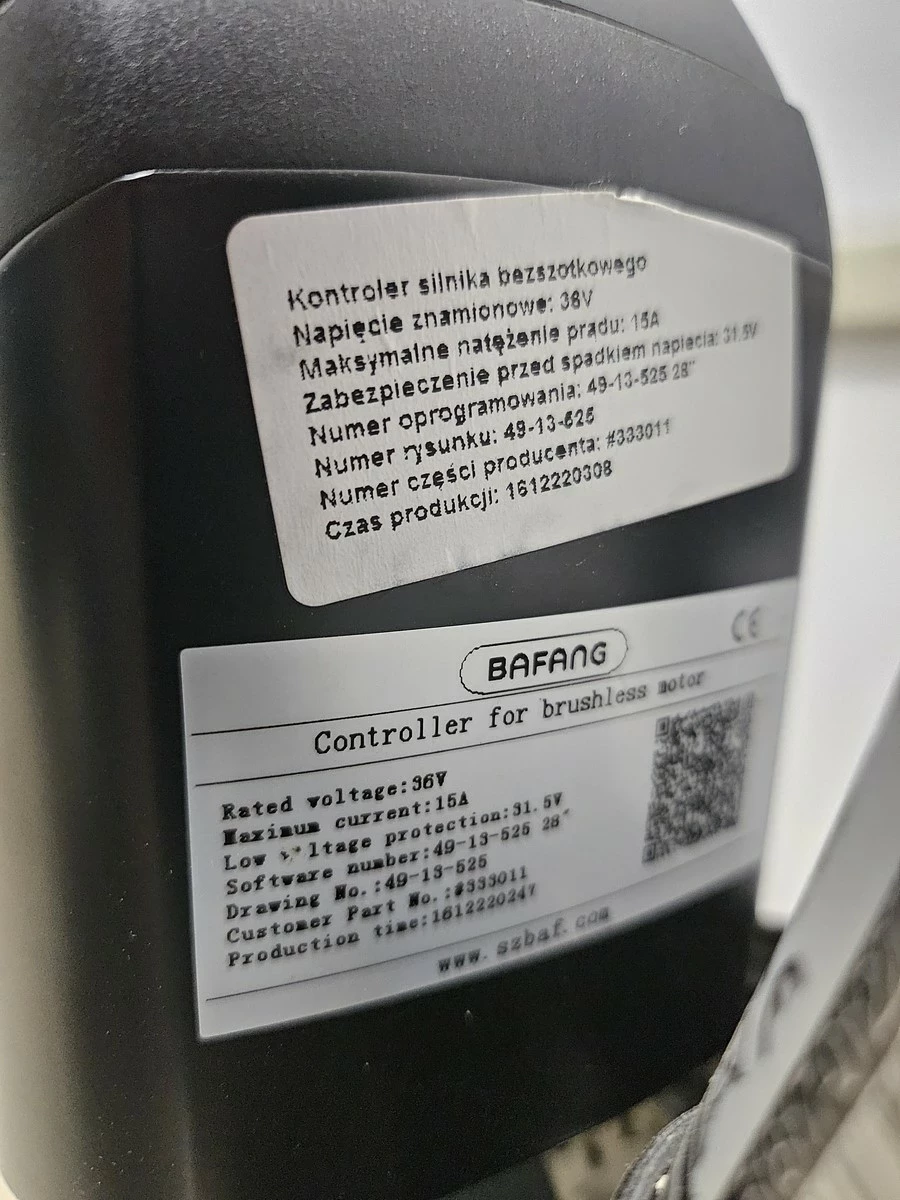 Kontroler silnika bezszotkowego
Napięcie znamionowe: 36V
Maksymalne natężenie pradu: 15A
Zabezpieczenie przed spadkiem napiecia: 31.5V
Numer oprogramowania: 49-13-525 28"
Numer rysunku: 49-13-525
Numer części producenta: #333011
Czas produkcji: 1612220308
BAFANG
CE
Controller for brushless motor
Rated voltage:36V
Maximum current:15A
Low ltage protection:31.5V
Software number:49-13-525 28"
Drawing No.:49-13-525
Customer Part No.:#333011
Production time:1612220247
www.szbaf.com